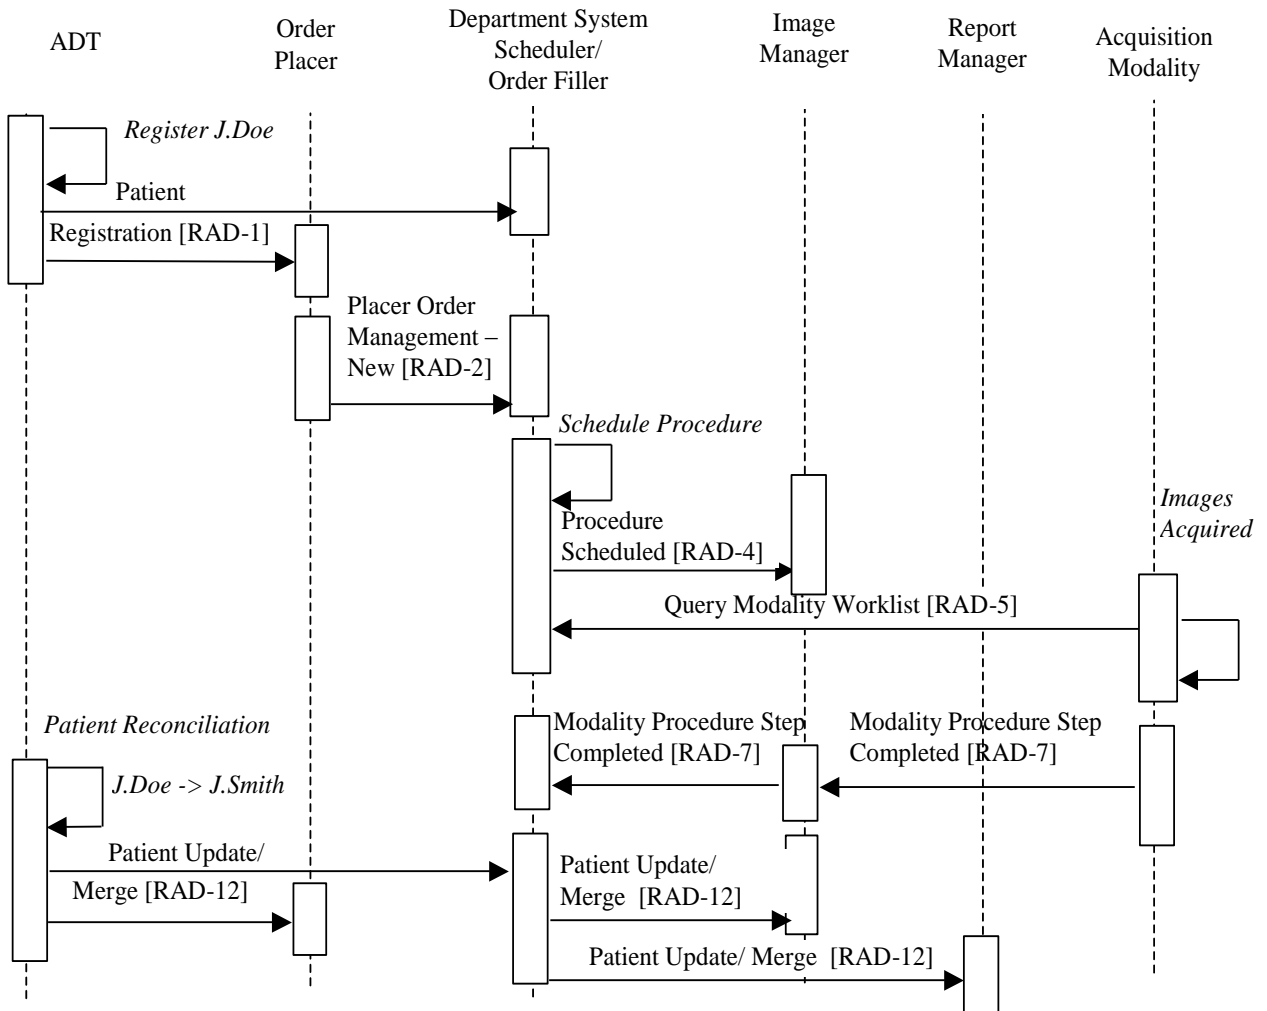 ADT
Order
Placer
Department System
Scheduler/
Order Filler
Image
Manager
Report
Manager
Acquisition
Modality
Register J.Doe
Patient
Registration [RAD-1]
Placer Order
Management –
New [RAD-2]
Schedule Procedure
Procedure
Scheduled [RAD-4]
Images
Acquired
Query Modality Worklist [RAD-5]
Modality Procedure Step
Completed [RAD-7]
Modality Procedure Step
Completed [RAD-7]
Patient Reconciliation
J.Doe -> J.Smith
Patient Update/
Merge [RAD-12]
Patient Update/
Merge [RAD-12]
Patient Update/ Merge [RAD-12]